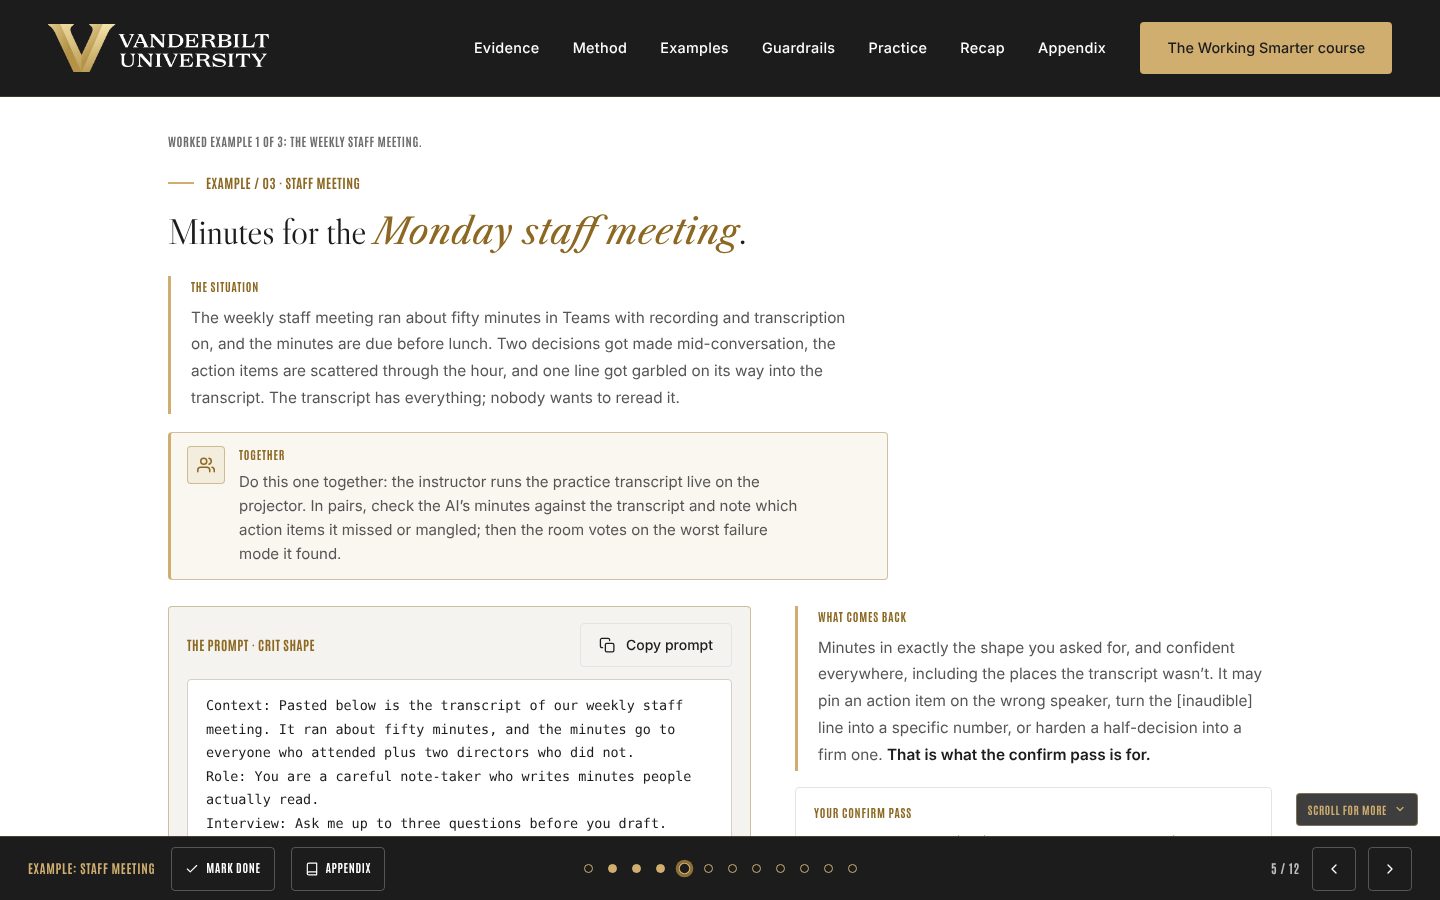 VANDERBILT
UNIVERSITY
Evidence
Method
Examples
Guardrails
Practice
Recap
Appendix
The Working Smarter course
WORKED EXAMPLE 1 OF 3: THE WEEKLY STAFF MEETING.
EXAMPLE / 03 · STAFF MEETING
Minutes for the Monday staff meeting.
THE SITUATION
The weekly staff meeting ran about fifty minutes in Teams with recording and transcription
on, and the minutes are due before lunch. Two decisions got made mid-conversation, the
action items are scattered through the hour, and one line got garbled on its way into the
transcript. The transcript has everything; nobody wants to reread it.
TOGETHER
Do this one together: the instructor runs the practice transcript live on the
projector. In pairs, check the AI's minutes against the transcript and note which
action items it missed or mangled; then the room votes on the worst failure
mode it found.
THE PROMPT · CRIT SHAPE
Copy prompt
Context: Pasted below is the transcript of our weekly staff
meeting. It ran about fifty minutes, and the minutes go to
everyone who attended plus two directors who did not.
Role: You are a careful note-taker who writes minutes people
actually read.
Interview: Ask me up to three questions before you draft.
WHAT COMES BACK
Minutes in exactly the shape you asked for, and confident
everywhere, including the places the transcript wasn't. It may
pin an action item on the wrong speaker, turn the [inaudible]
line into a specific number, or harden a half-decision into a
firm one. That is what the confirm pass is for.
YOUR CONFIRM PASS
SCROLL FOR MORE
EXAMPLE: STAFF MEETING
MARK DONE
APPENDIX
5 / 12